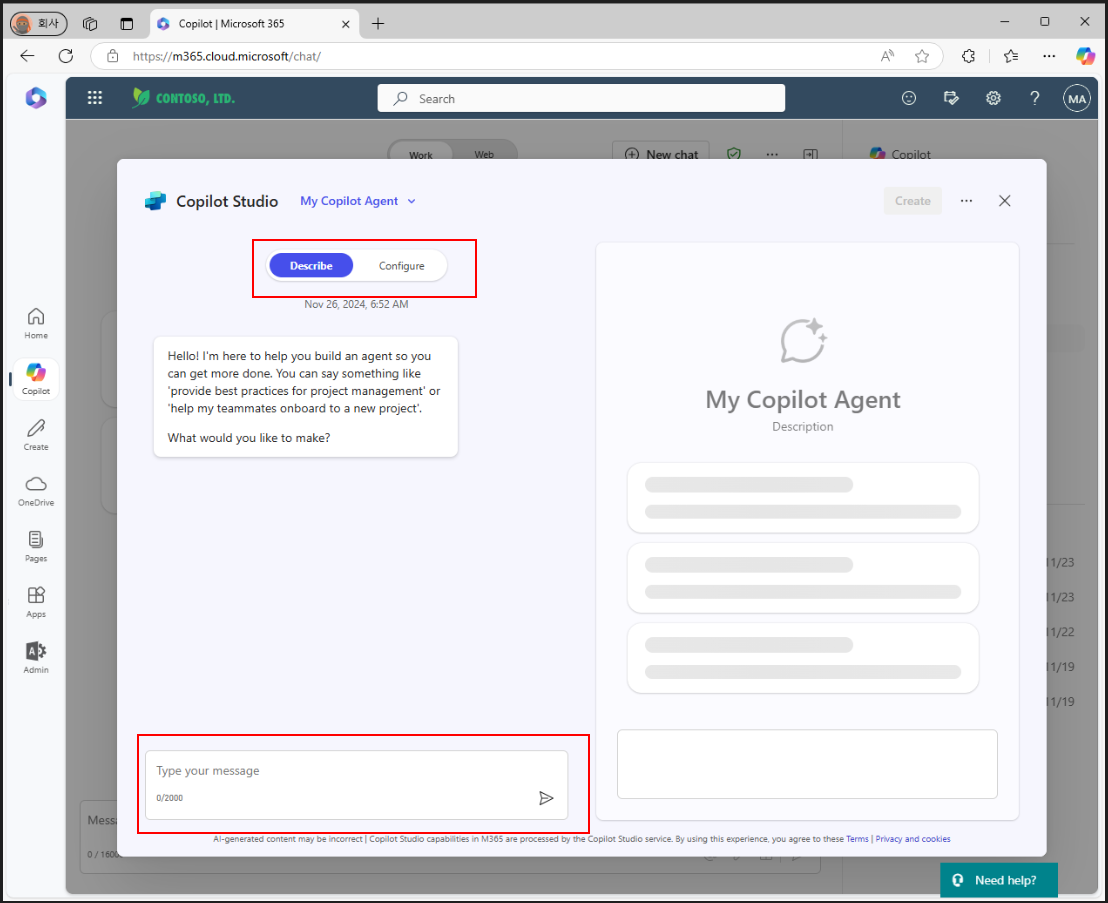 회사
Copilot | Microsoft 365
https://m365.cloud.microsoft/chat/
CONTOSO, LTD.
Search
MA
Work
Web
New chat
Copilot
Copilot Studio
My Copilot Agent
Create
Describe
Configure
Nov 26, 2024, 6:52 AM
Hello! I'm here to help you build an agent so you
can get more done. You can say something like
'provide best practices for project management' or
'help my teammates onboard to a new project'.
What would you like to make?
My Copilot Agent
Description
Home
Copilot
Create
OneDrive
Pages
Apps
Admin
11/23
11/23
11/22
11/19
11/19
Type your message
0/2000
AI-generated content may be incorrect | Copilot Studio capabilities in M365 are processed by the Copilot Studio service. By using this experience, you agree to these Terms | Privacy and cookies
Need help?